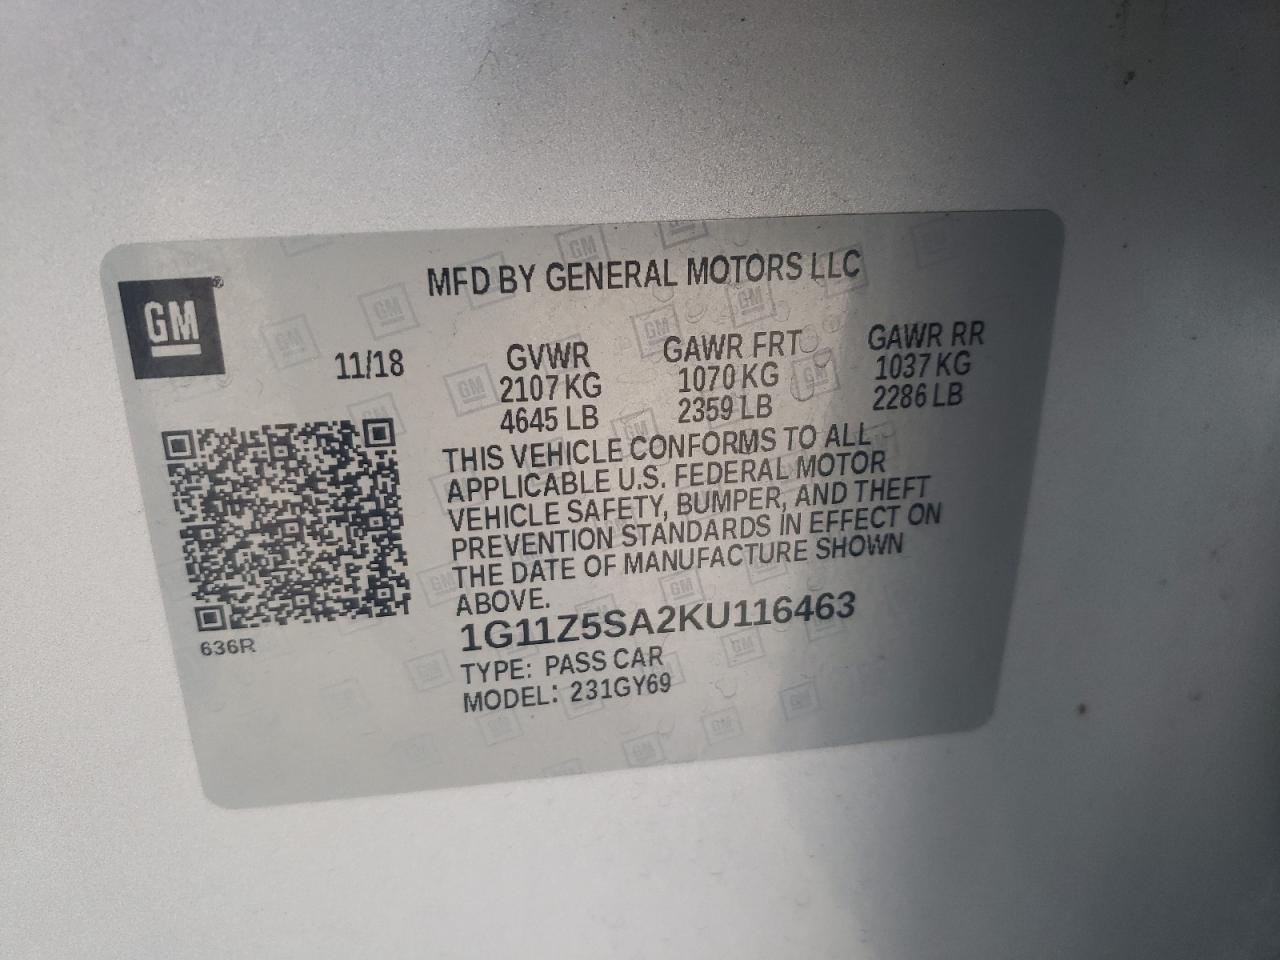 MFD BY GENERAL MOTORS LLC
GM®
11/18
GVWR
2107 KG
4645 LB
GAWR FRT
1070 KG
2359 LB
GAWR RR
1037 KG
2286 LB
THIS VEHICLE CONFORMS TO ALL
APPLICABLE U.S. FEDERAL MOTOR
VEHICLE SAFETY, BUMPER, AND THEFT
PREVENTION STANDARDS IN EFFECT ON
THE DATE OF MANUFACTURE SHOWN
ABOVE.
636R
1G11Z5SA2KU116463
TYPE: PASS CAR
MODEL: 231GY69